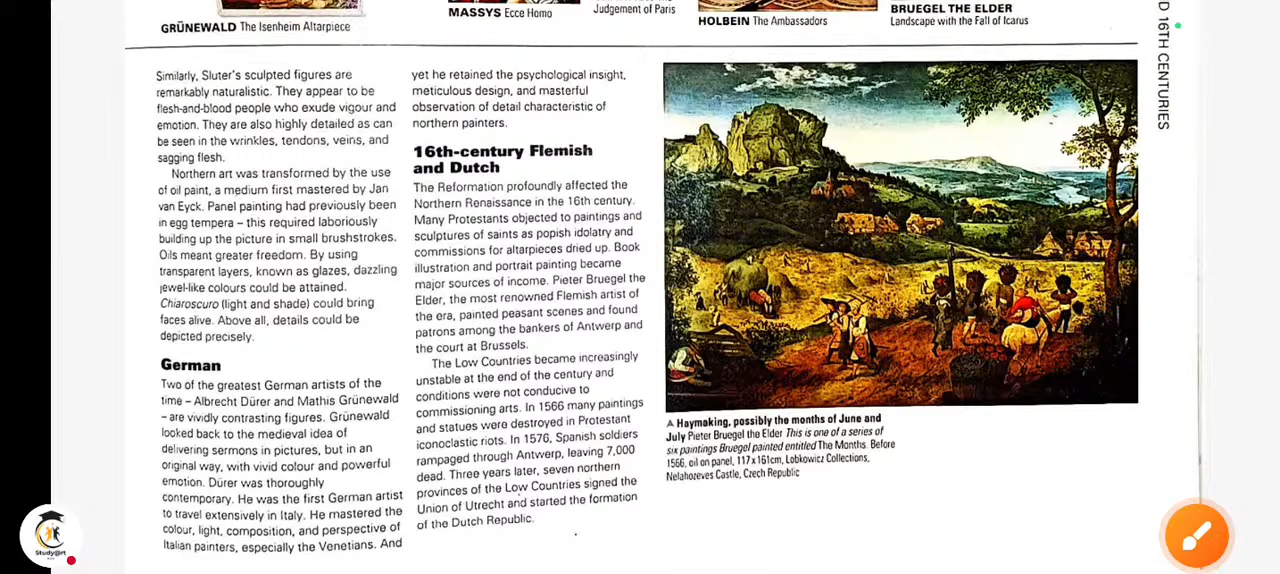 GRÜNEWALD The Isenheim Altarpiece
MASSYS Ecce Homo
Judgement of Paris
HOLBEIN The Ambassadors
BRUEGEL THE ELDER
Landscape with the Fall of Icarus
D 16TH CENTURIES
Similarly, Sluter's sculpted figures are
remarkably naturalistic. They appear to be
flesh-and-blood people who exude vigour and
emotion. They are also highly detailed as can
be seen in the wrinkles, tendons, veins, and
sagging flesh.
Northern art was transformed by the use
of oil paint, a medium first mastered by Jan
van Eyck. Panel painting had previously been
in egg tempera – this required laboriously
building up the picture in small brushstrokes.
Oils meant greater freedom. By using
transparent layers, known as glazes, dazzling
jewel-like colours could be attained.
Chiaroscuro (light and shade) could bring
faces alive. Above all, details could be
depicted precisely.
German
Two of the greatest German artists of the
time – Albrecht Dürer and Mathis Grünewald
– are vividly contrasting figures. Grünewald
looked back to the medieval idea of
delivering sermons in pictures, but in an
original way, with vivid colour and powerful
emotion. Dürer was thoroughly
contemporary. He was the first German artist
to travel extensively in Italy. He mastered the
colour, light, composition, and perspective of
Italian painters, especially the Venetians. And
yet he retained the psychological insight,
meticulous design, and masterful
observation of detail characteristic of
northern painters.
16th-century Flemish
and Dutch
The Reformation profoundly affected the
Northern Renaissance in the 16th century.
Many Protestants objected to paintings and
sculptures of saints as popish idolatry and
commissions for altarpieces dried up. Book
illustration and portrait painting became
major sources of income. Pieter Bruegel the
Elder, the most renowned Flemish artist of
the era, painted peasant scenes and found
patrons among the bankers of Antwerp and
the court at Brussels.
The Low Countries became increasingly
unstable at the end of the century and
conditions were not conducive to
commissioning arts. In 1566 many paintings
and statues were destroyed in Protestant
iconoclastic riots. In 1576, Spanish soldiers
rampaged through Antwerp, leaving 7,000
dead. Three years later, seven northern
provinces of the Low Countries signed the
Union of Utrecht and started the formation
of the Dutch Republic.
▲ Haymaking, possibly the months of June and
July Pieter Bruegel the Elder This is one of a series of
six paintings Bruegel painted entitled The Months. Before
1566, oil on panel, 117x161cm, Lobkowicz Collections,
Nelahozeves Castle, Czech Republic
Study@rt